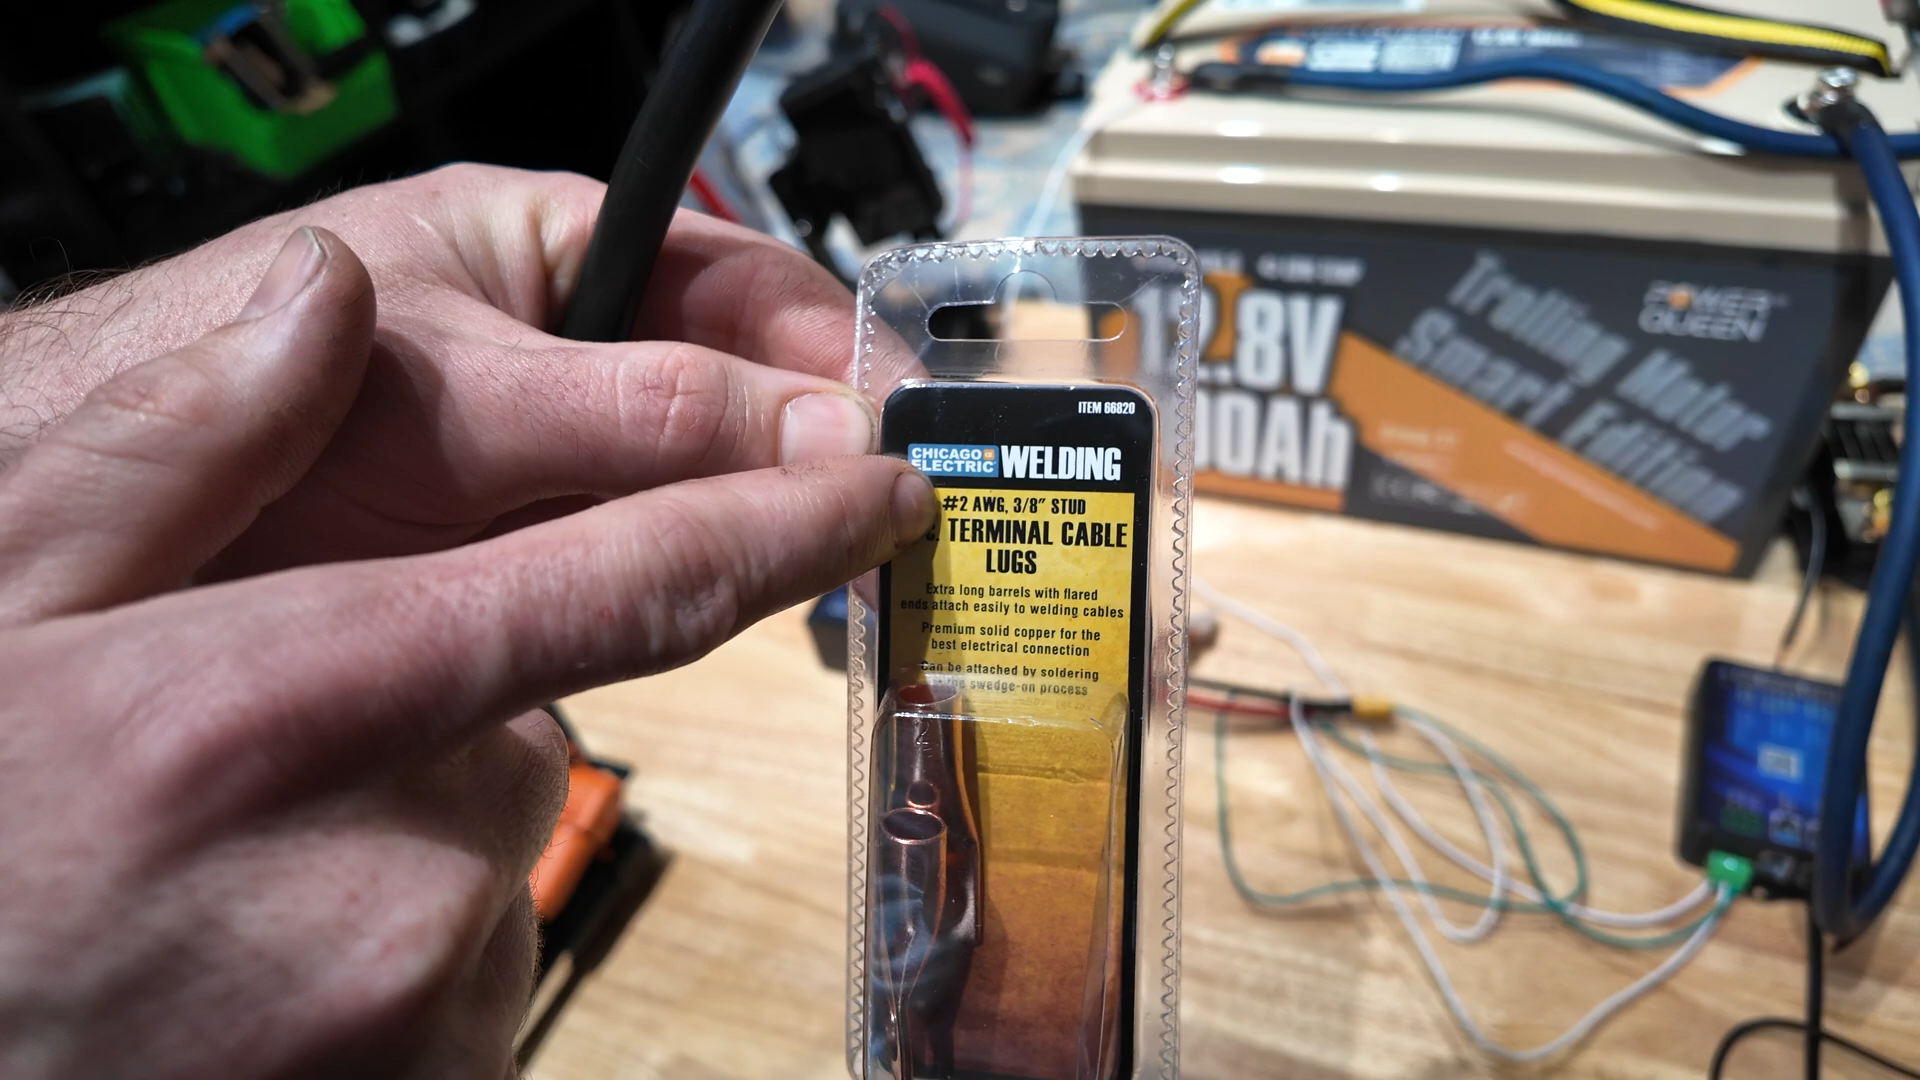 ITEM 66820
CHICAGO
ELECTRIC
WELDING
#2 AWG, 3/8" STUD
TERMINAL CABLE
LUGS
Extra long barrels with flared
ends attach easily to welding cables
Premium solid copper for the
best electrical connection
Can be attached by soldering
the swedge-on process
12.8V
0Ah
Trolling Motor
Smart Edition
POWER
QUEEN